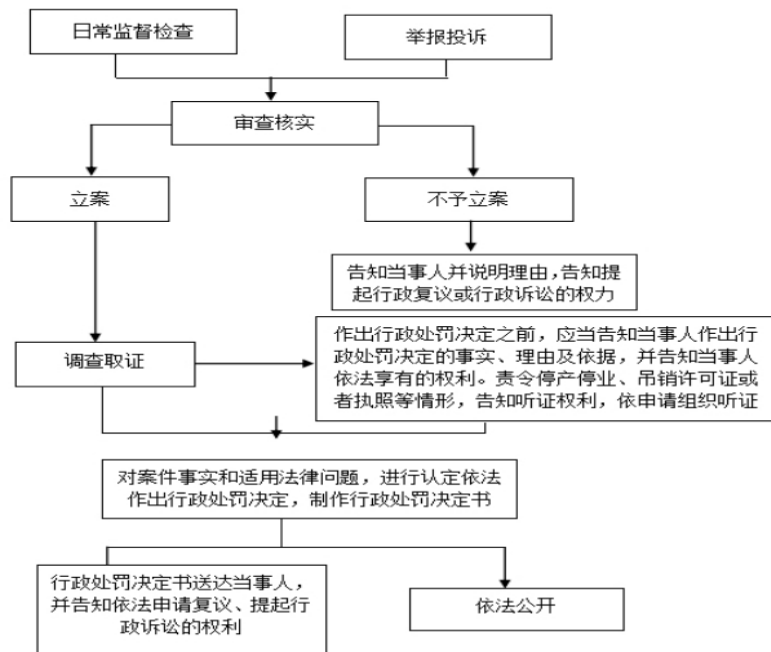 日常监督检查
举报投诉
审查核实
立案
不予立案
告知当事人并说明理由，告知提
起行政复议或行政诉讼的权力
调查取证
作出行政处罚决定之前，应当告知当事人作出行
政处罚决定的事实、理由及依据，并告知当事人
依法享有的权利。责令停产停业、吊销许可证或
者执照等情形，告知听证权利，依申请组织听证
对案件事实和适用法律问题，进行认定依法
作出行政处罚决定，制作行政处罚决定书
行政处罚决定书送达当事人，
并告知依法申请复议、提起行
政诉讼的权利
依法公开